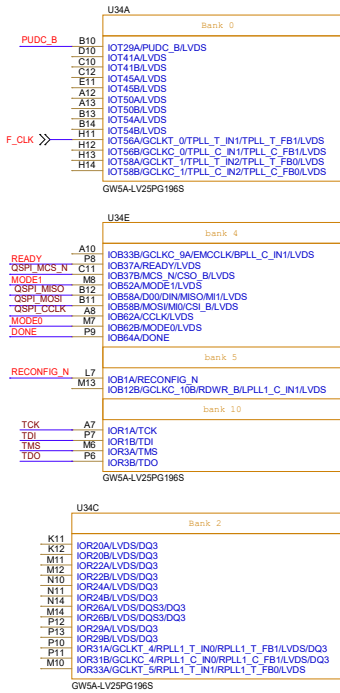 U34A
Bank 0
PUDC_B B10 IOT29A/PUDC_B/LVDS
D10 IOT41A/LVDS
C10 IOT41B/LVDS
C12 IOT45A/LVDS
E11 IOT45B/LVDS
A12 IOT50A/LVDS
A13 IOT50B/LVDS
B13 IOT54A/LVDS
B14 IOT54B/LVDS
F_CLK H11 IOT56A/GCLKT_0/TPLL_T_IN1/TPLL_T_FB1/LVDS
H12 IOT56B/GCLKC_0/TPLL_C_IN1/TPLL_C_FB1/LVDS
H13 IOT58A/GCLKT_1/TPLL_T_IN2/TPLL_T_FB0/LVDS
H14 IOT58B/GCLKC_1/TPLL_C_IN2/TPLL_C_FB0/LVDS
GW5A-LV25PG196S
U34E
bank 4
A10 IOB33B/GCLKC_9A/EMCCLK/BPLL_C_IN1/LVDS
READY P8 IOB37A/READY/LVDS
QSPI_MCS_N C11 IOB37B/MCS_N/CSO_B/LVDS
MODE1 M8 IOB52A/MODE1/LVDS
QSPI_MISO B12 IOB58A/D00/DIN/MISO/MI1/LVDS
QSPI_MOSI B11 IOB58B/MOSI/MI0/CSI_B/LVDS
QSPI_CCLK A8 IOB62A/CCLK/LVDS
MODE0 M7 IOB62B/MODE0/LVDS
DONE P9 IOB64A/DONE
bank 5
RECONFIG_N L7 IOB1A/RECONFIG_N
M13 IOB12B/GCLKC_10B/RDWR_B/LPLL1_C_IN1/LVDS
bank 10
TCK A7 IOR1A/TCK
TDI P7 IOR1B/TDI
TMS M6 IOR3A/TMS
TDO P6 IOR3B/TDO
GW5A-LV25PG196S
U34C
Bank 2
K11 IOR20A/LVDS/DQ3
K12 IOR20B/LVDS/DQ3
M11 IOR22A/LVDS/DQ3
M12 IOR22B/LVDS/DQ3
N10 IOR24A/LVDS/DQ3
N11 IOR24B/LVDS/DQ3
N14 IOR26A/LVDS/DQS3/DQ3
M14 IOR26B/LVDS/DQS3/DQ3
P12 IOR29A/LVDS/DQ3
P13 IOR29B/LVDS/DQ3
P10 IOR31A/GCLKT_4/RPLL1_T_IN0/RPLL1_T_FB1/LVDS/DQ3
P11 IOR31B/GCLKC_4/RPLL1_C_IN0/RPLL1_C_FB1/LVDS/DQ3
M10 IOR33A/GCLKT_5/RPLL1_T_IN1/RPLL1_T_FB0/LVDS
GW5A-LV25PG196S